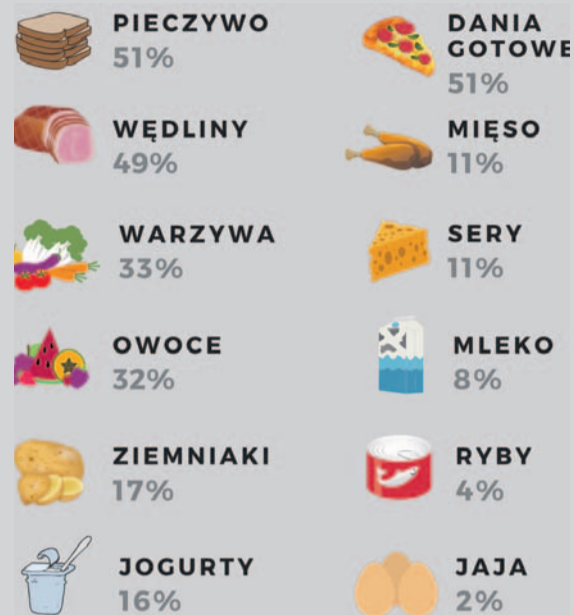 PIECZYWO
51%
DANIA
GOTOWE
51%
WĘDLINY
49%
MIĘSO
11%
WARZYWA
33%
SERY
11%
OWOCE
32%
MLEKO
8%
ZIEMNIAKI
17%
RYBY
4%
JOGURTY
16%
JAJA
2%